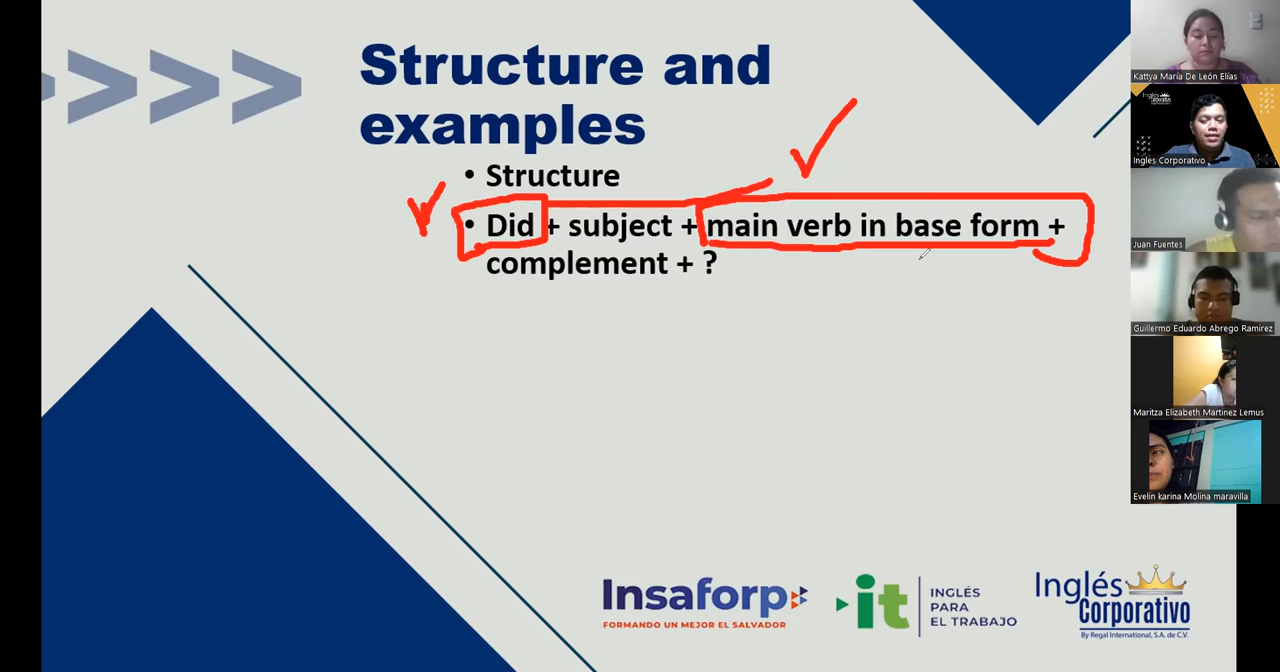 Structure and
examples
• Structure
• Did + subject + main verb in base form +
complement + ?
Insaforp
FORMANDO UN MEJOR EL SALVADOR
it
INGLÉS
PARA
EL TRABAJO
Inglés
Corporativo
By Regal International, S.A. de C.V.
Kattya María De León Elías
Inglés
Corporativo
Ingles Corporativo
Juan Fuentes
Guillermo Eduardo Abrego Ramirez
Maritza Elizabeth Martinez Lemus
Evelin karina Molina maravilla